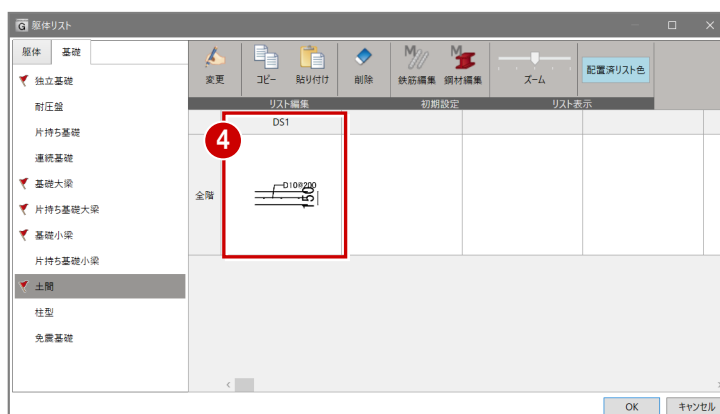 G 躯体リスト
躯体 基礎
変更 コピー 貼り付け 削除 鉄筋編集 鋼材編集 ズーム 配置済リスト色
リスト編集 初期設定 リスト表示
独立基礎
耐圧盤
片持ち基礎
連続基礎
基礎大梁
片持ち基礎大梁
基礎小梁
片持ち基礎小梁
土間
柱型
免震基礎
DS1
4
全階
D10@200
150
OK キャンセル